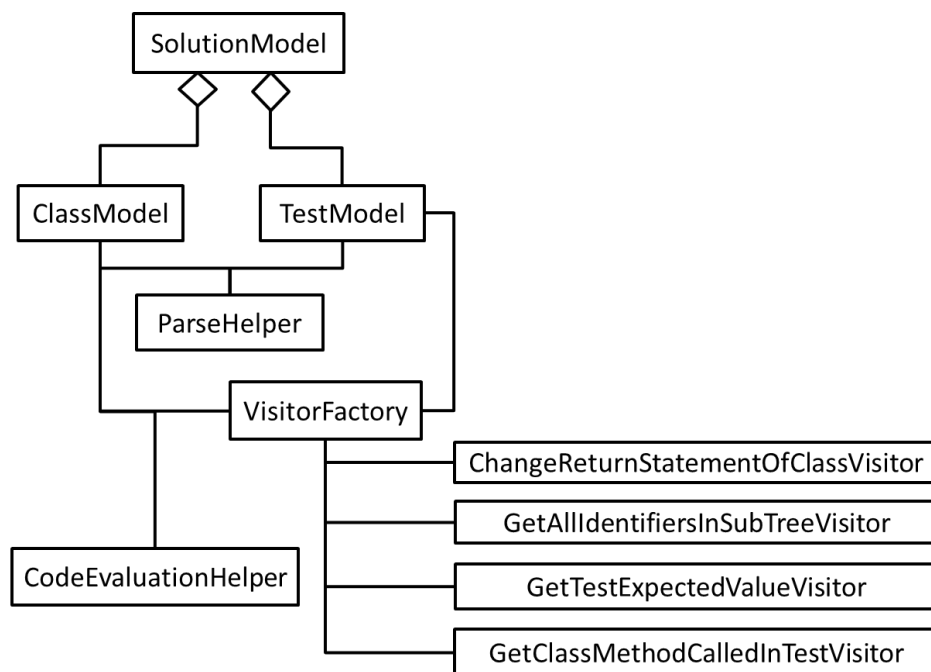 SolutionModel
ClassModel
TestModel
ParseHelper
VisitorFactory
ChangeReturnStatementOfClassVisitor
GetAllIdentifiersInSubTreeVisitor
CodeEvaluationHelper
GetTestExpectedValueVisitor
GetClassMethodCalledInTestVisitor